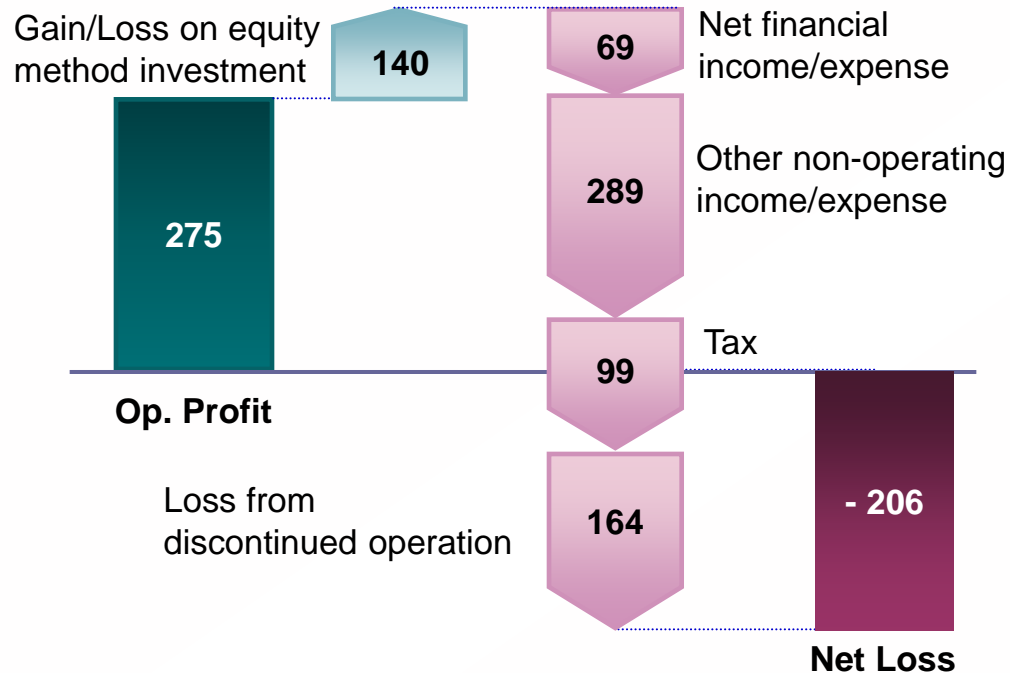 Gain/Loss on equity
method investment
140
69
Net financial
income/expense
275
289
Other non-operating
income/expense
99
Tax
Op. Profit
Loss from
discontinued operation
164
- 206
Net Loss